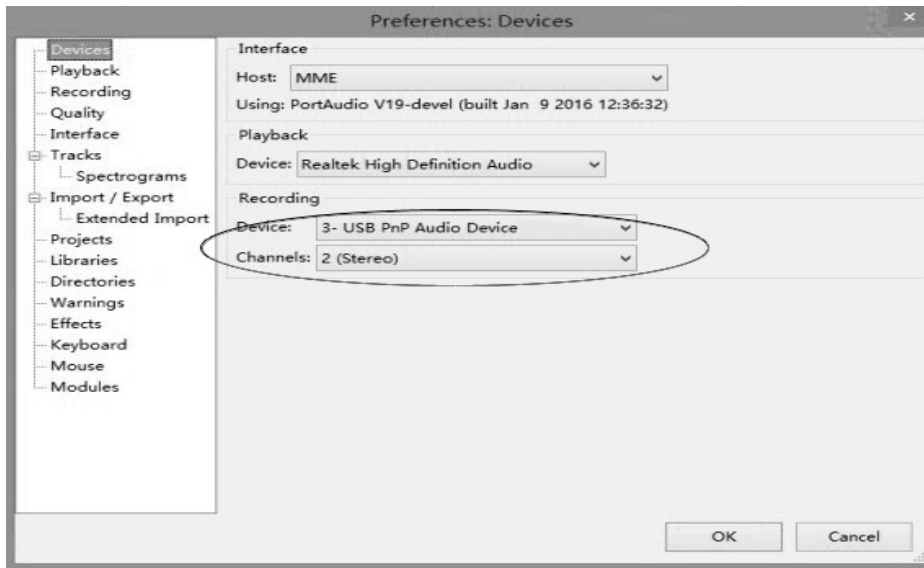 Preferences: Devices
×
Devices
Playback
Recording
Quality
Interface
Tracks
Spectrograms
Import / Export
Extended Import
Projects
Libraries
Directories
Warnings
Effects
Keyboard
Mouse
Modules
Interface
Host: MME
Using: PortAudio V19-devel (built Jan 9 2016 12:36:32)
Playback
Device: Realtek High Definition Audio
Recording
Device: 3- USB PnP Audio Device
Channels: 2 (Stereo)
OK Cancel